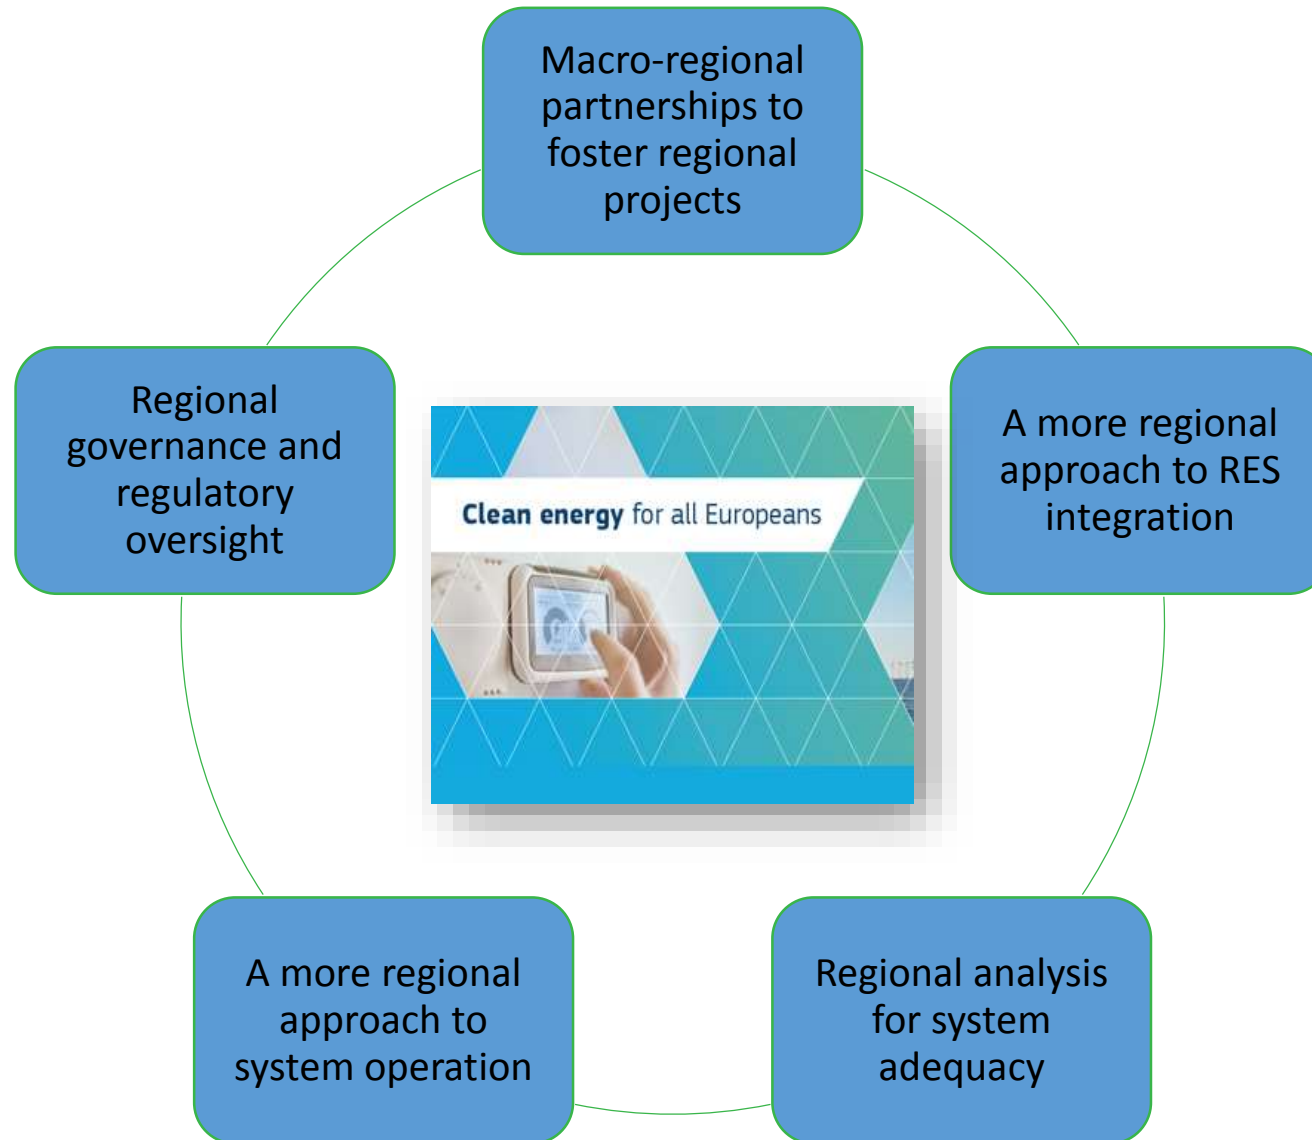 Macro-regional
partnerships to
foster regional
projects
Regional
governance and
regulatory
oversight
A more regional
approach to RES
integration
Clean energy for all Europeans
A more regional
approach to
system operation
Regional analysis
for system
adequacy